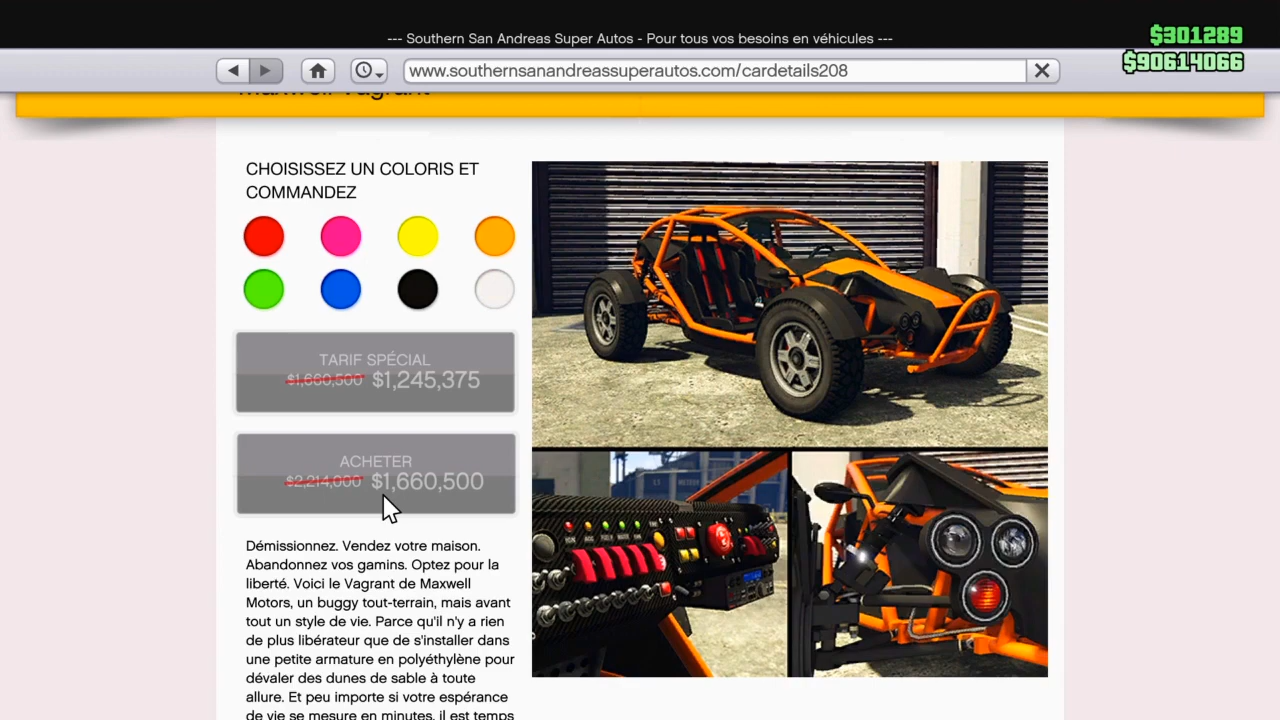 --- Southern San Andreas Super Autos - Pour tous vos besoins en véhicules ---
$301289
$90614066
www.southernsanandreassuperautos.com/cardetails208
Maxwell Vagrant
CHOISISSEZ UN COLORIS ET
COMMANDEZ
TARIF SPÉCIAL
$1,660,500 $1,245,375
ACHETER
$2,214,000 $1,660,500
Démissionnez. Vendez votre maison.
Abandonnez vos gamins. Optez pour la
liberté. Voici le Vagrant de Maxwell
Motors, un buggy tout-terrain, mais avant
tout un style de vie. Parce qu'il n'y a rien
de plus libérateur que de s'installer dans
une petite armature en polyéthylène pour
dévaler des dunes de sable à toute
allure. Et peu importe si votre espérance
de vie se mesure en minutes, il est temps